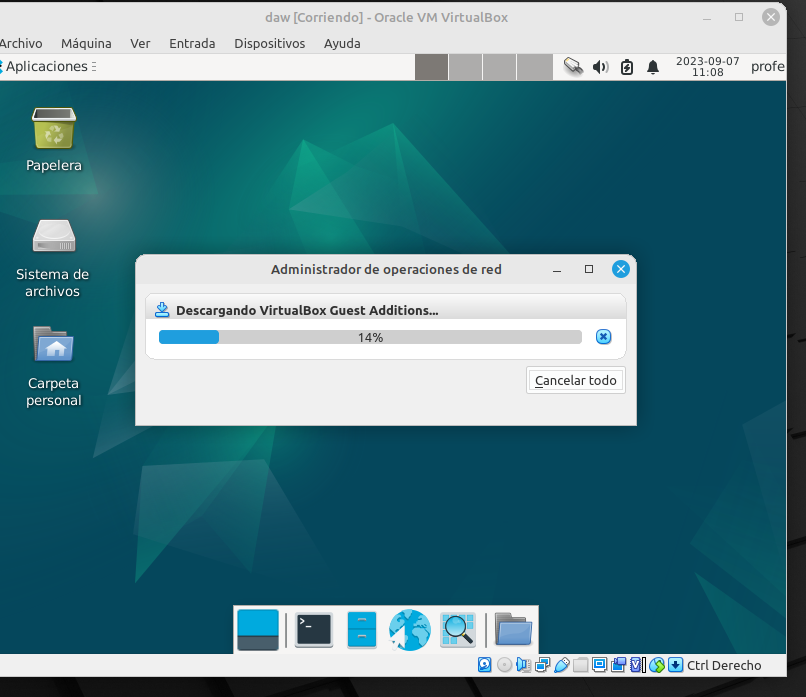 daw [Corriendo] - Oracle VM VirtualBox
Archivo Máquina Ver Entrada Dispositivos Ayuda
Aplicaciones
2023-09-07
11:08
profe
Papelera
Sistema de
archivos
Carpeta
personal
Administrador de operaciones de red
Descargando VirtualBox Guest Additions...
14%
Cancelar todo
Ctrl Derecho